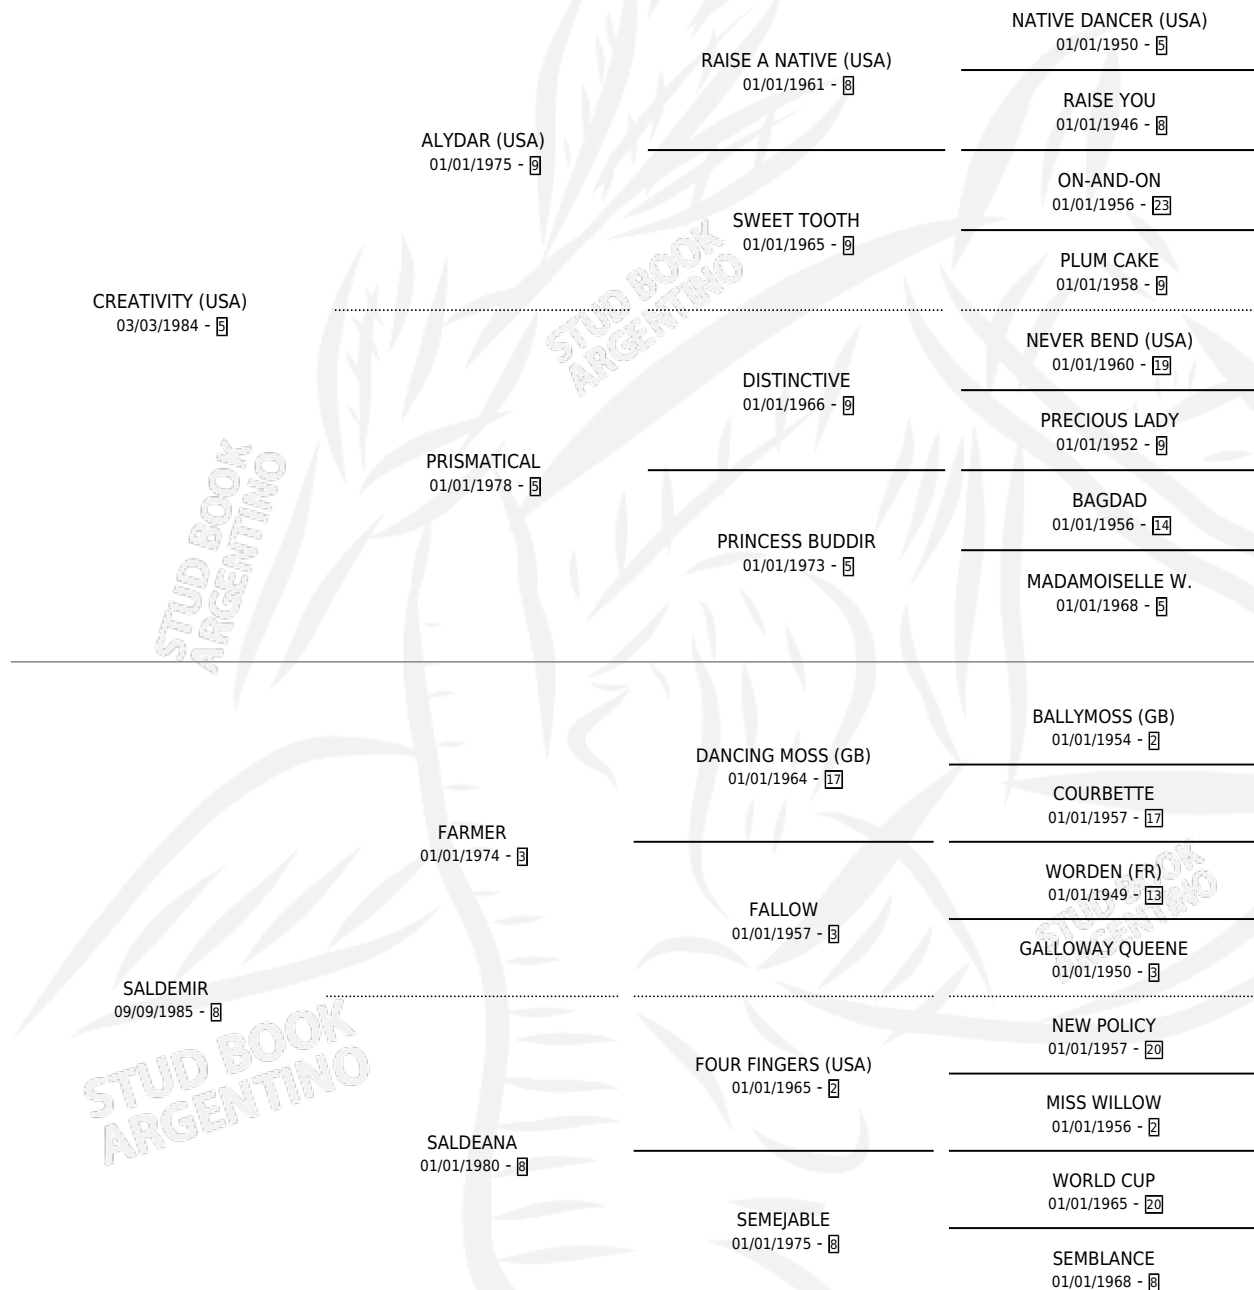 NATIVE DANCER (USA)
01/01/1950 - 5
RAISE A NATIVE (USA)
01/01/1961 - 8
RAISE YOU
01/01/1946 - 8
ALYDAR (USA)
01/01/1975 - 9
ON-AND-ON
01/01/1956 - 23
SWEET TOOTH
01/01/1965 - 9
PLUM CAKE
01/01/1958 - 9
CREATIVITY (USA)
03/03/1984 - 5
NEVER BEND (USA)
01/01/1960 - 19
DISTINCTIVE
01/01/1966 - 9
PRECIOUS LADY
01/01/1952 - 9
PRISMATICAL
01/01/1978 - 5
BAGDAD
01/01/1956 - 14
PRINCESS BUDDIR
01/01/1973 - 5
MADAMOISELLE W.
01/01/1968 - 5
BALLYMOSS (GB)
01/01/1954 - 2
DANCING MOSS (GB)
01/01/1964 - 17
COURBETTE
01/01/1957 - 17
FARMER
01/01/1974 - 3
WORDEN (FR)
01/01/1949 - 13
FALLOW
01/01/1957 - 3
GALLOWAY QUEENE
01/01/1950 - 3
SALDEMIR
09/09/1985 - 8
NEW POLICY
01/01/1957 - 20
FOUR FINGERS (USA)
01/01/1965 - 2
MISS WILLOW
01/01/1956 - 2
SALDEANA
01/01/1980 - 8
WORLD CUP
01/01/1965 - 20
SEMEJABLE
01/01/1975 - 8
SEMBLANCE
01/01/1968 - 8
STUD BOOK
ARGENTINO
STUD BOOK
ARGENTINO
STUD BOOK
ARGENTINO
STUD BOOK
ARGENTINO